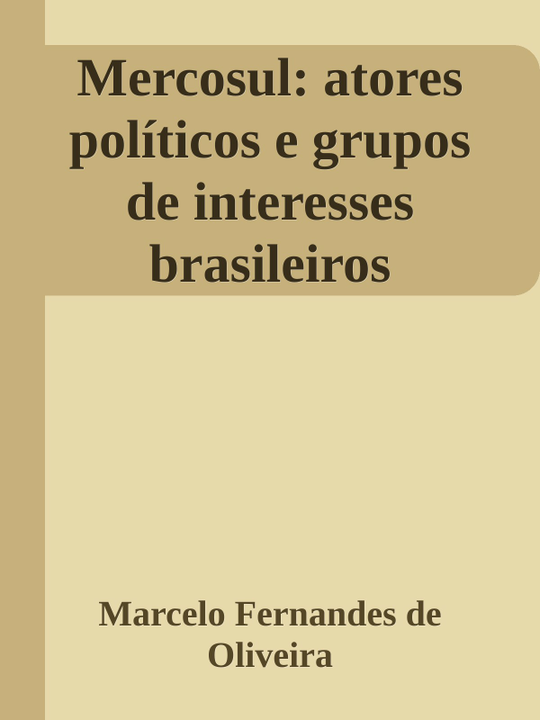 Mercosul: atores
políticos e grupos
de interesses
brasileiros
Marcelo Fernandes de
Oliveira